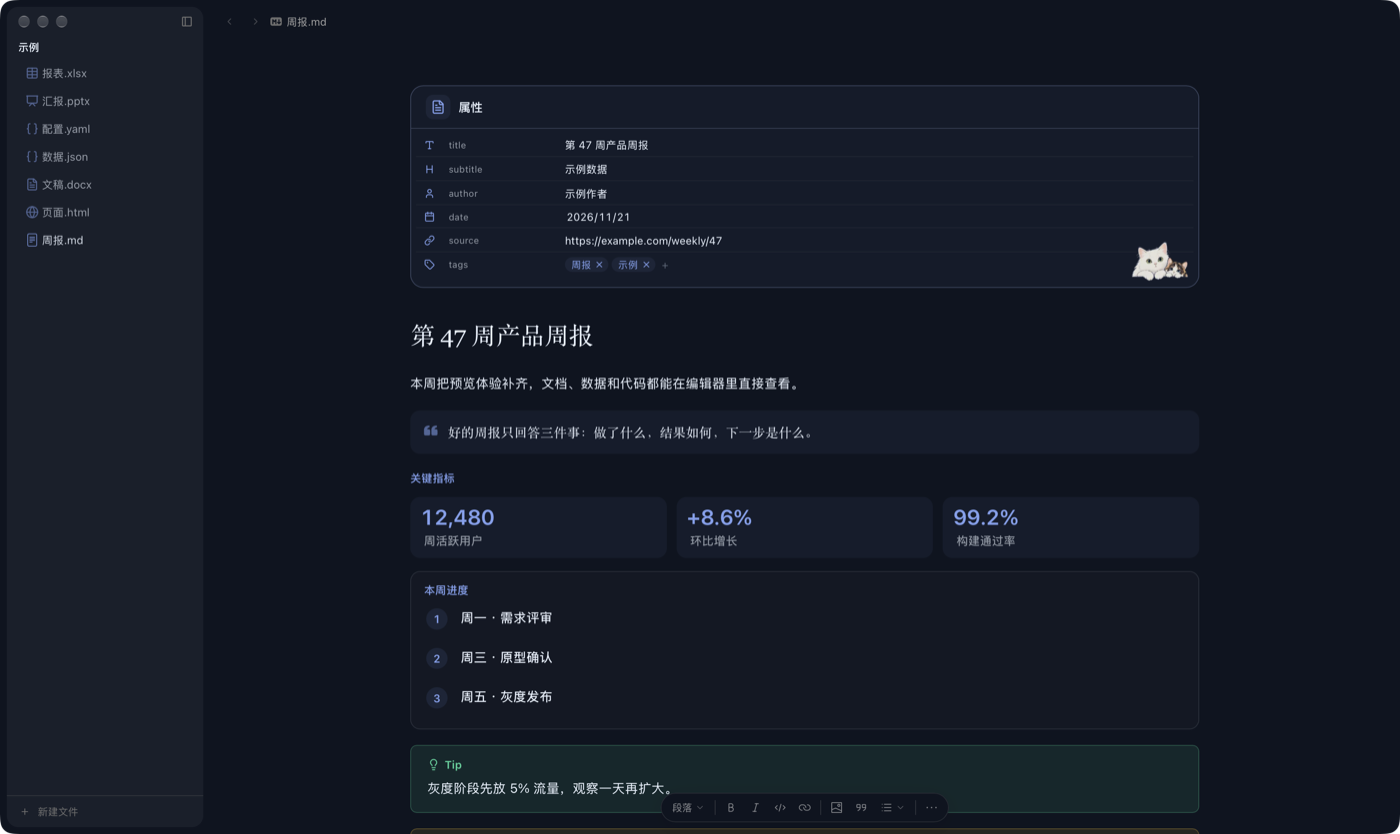 周报.md
示例
报表.xlsx
汇报.pptx
配置.yaml
数据.json
文稿.docx
页面.html
周报.md
新建文件
属性
title 第 47 周产品周报
subtitle 示例数据
author 示例作者
date 2026/11/21
source https://example.com/weekly/47
tags 周报 × 示例 × +
第 47 周产品周报
本周把预览体验补齐，文档、数据和代码都能在编辑器里直接查看。
好的周报只回答三件事：做了什么，结果如何，下一步是什么。
关键指标
12,480 +8.6% 99.2%
周活跃用户 环比增长 构建通过率
本周进度
1 周一 · 需求评审
2 周三 · 原型确认
3 周五 · 灰度发布
Tip
灰度阶段先放 5% 流量，观察一天再扩大。
段落 B I </> 99 ···